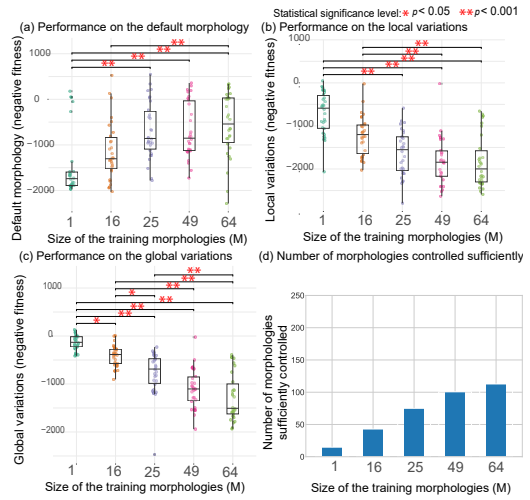 Statistical significance level: * p < 0.05 ** p < 0.001
(a) Performance on the default morphology
Default morphology (negative fitness)
1000
0
-1000
-2000
**
**
**
**
1 16 25 49 64
Size of the training morphologies (M)
(b) Performance on the local variations
Local variations (negative fitness)
1000
0.
-1000
-2000
**
**
**
**
1 16 25 49 64
Size of the training morphologies (M)
(c) Performance on the global variations
Global variations (negative fitness)
1000
0
-1000
-2000
**
**
**
*
**
**
**
*
1 16 25 49 64
Size of the training morphologies (M)
(d) Number of morphologies controlled sufficiently
Number of morphologies
sufficiently controlled
250
200
150
100
50
0
1 16 25 49 64
Size of the training morphologies (M)